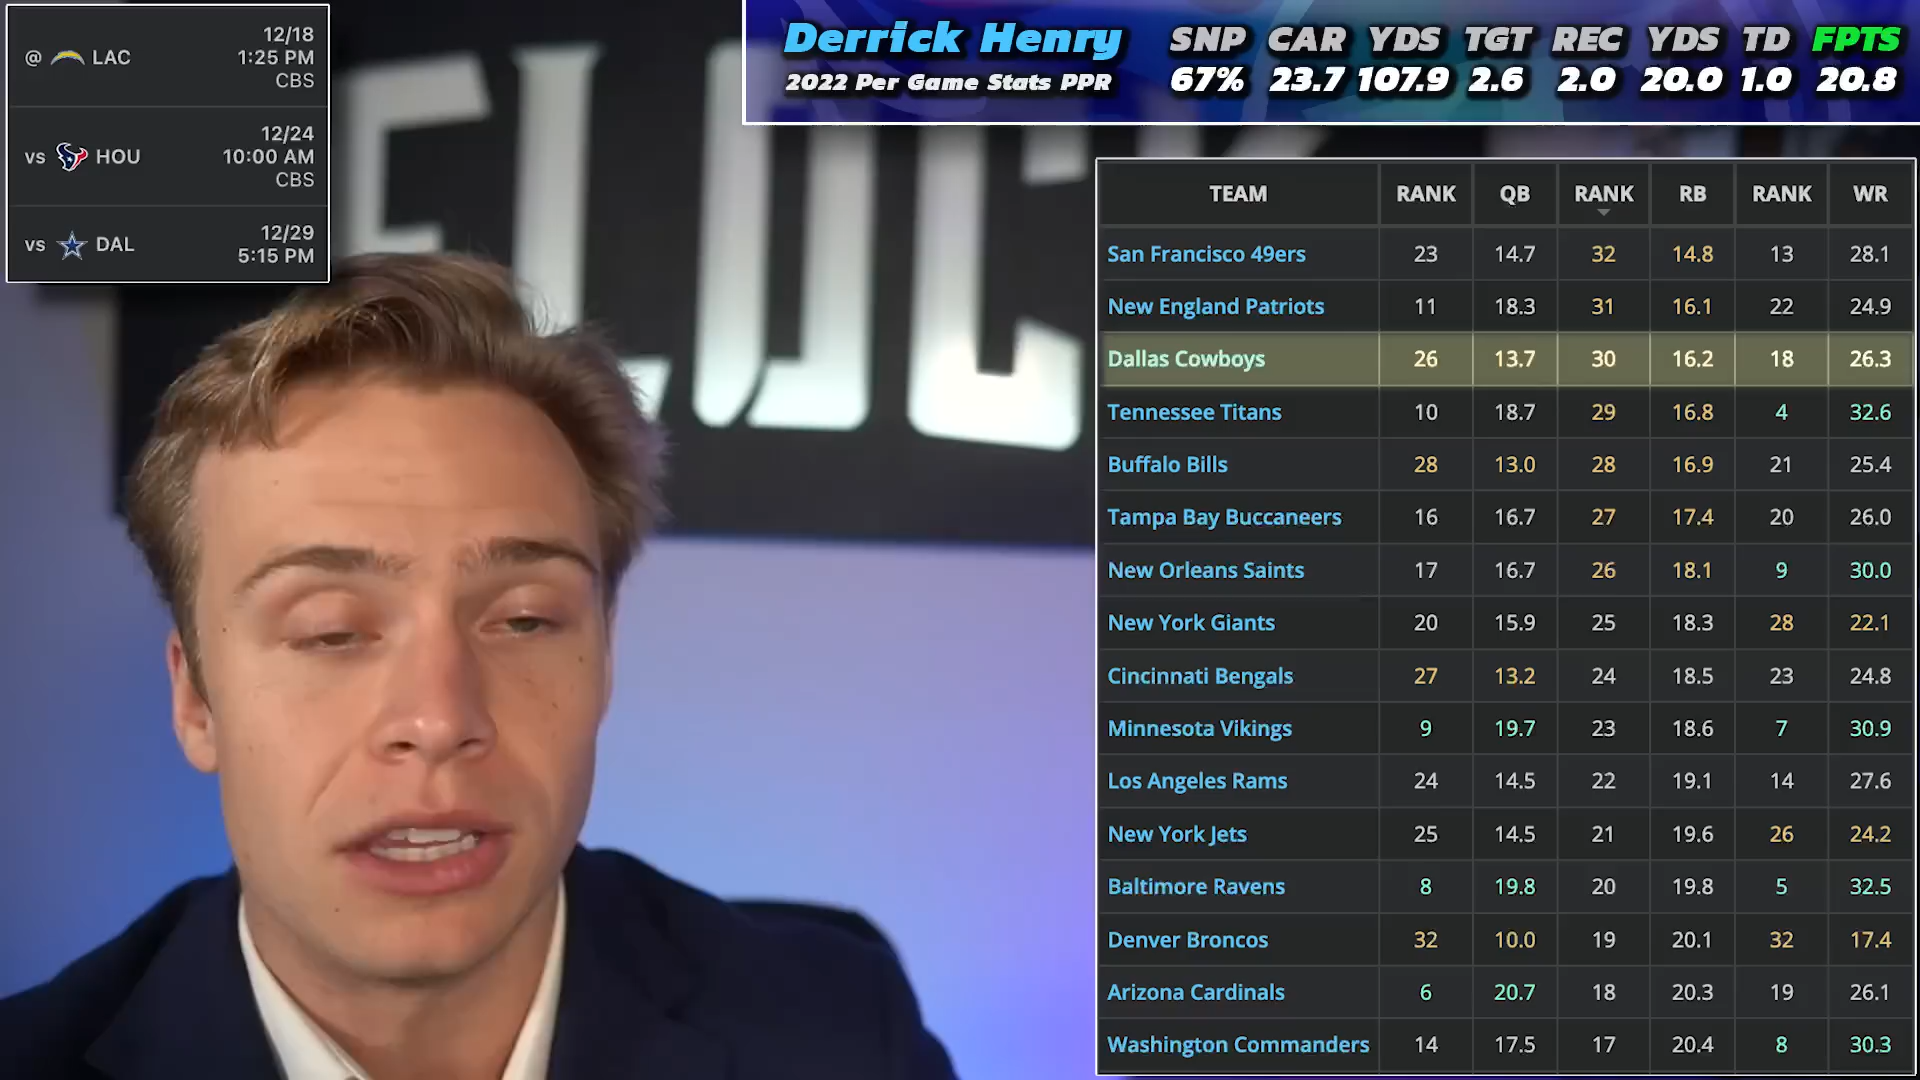 @ LAC 12/18
1:25 PM
CBS
vs HOU 12/24
10:00 AM
CBS
vs DAL 12/29
5:15 PM
Derrick Henry SNP CAR YDS TGT REC YDS TD FPTS
2022 Per Game Stats PPR 67% 23.7 107.9 2.6 2.0 20.0 1.0 20.8
TEAM RANK QB RANK RB RANK WR
San Francisco 49ers 23 14.7 32 14.8 13 28.1
New England Patriots 11 18.3 31 16.1 22 24.9
Dallas Cowboys 26 13.7 30 16.2 18 26.3
Tennessee Titans 10 18.7 29 16.8 4 32.6
Buffalo Bills 28 13.0 28 16.9 21 25.4
Tampa Bay Buccaneers 16 16.7 27 17.4 20 26.0
New Orleans Saints 17 16.7 26 18.1 9 30.0
New York Giants 20 15.9 25 18.3 28 22.1
Cincinnati Bengals 27 13.2 24 18.5 23 24.8
Minnesota Vikings 9 19.7 23 18.6 7 30.9
Los Angeles Rams 24 14.5 22 19.1 14 27.6
New York Jets 25 14.5 21 19.6 26 24.2
Baltimore Ravens 8 19.8 20 19.8 5 32.5
Denver Broncos 32 10.0 19 20.1 32 17.4
Arizona Cardinals 6 20.7 18 20.3 19 26.1
Washington Commanders 14 17.5 17 20.4 8 30.3